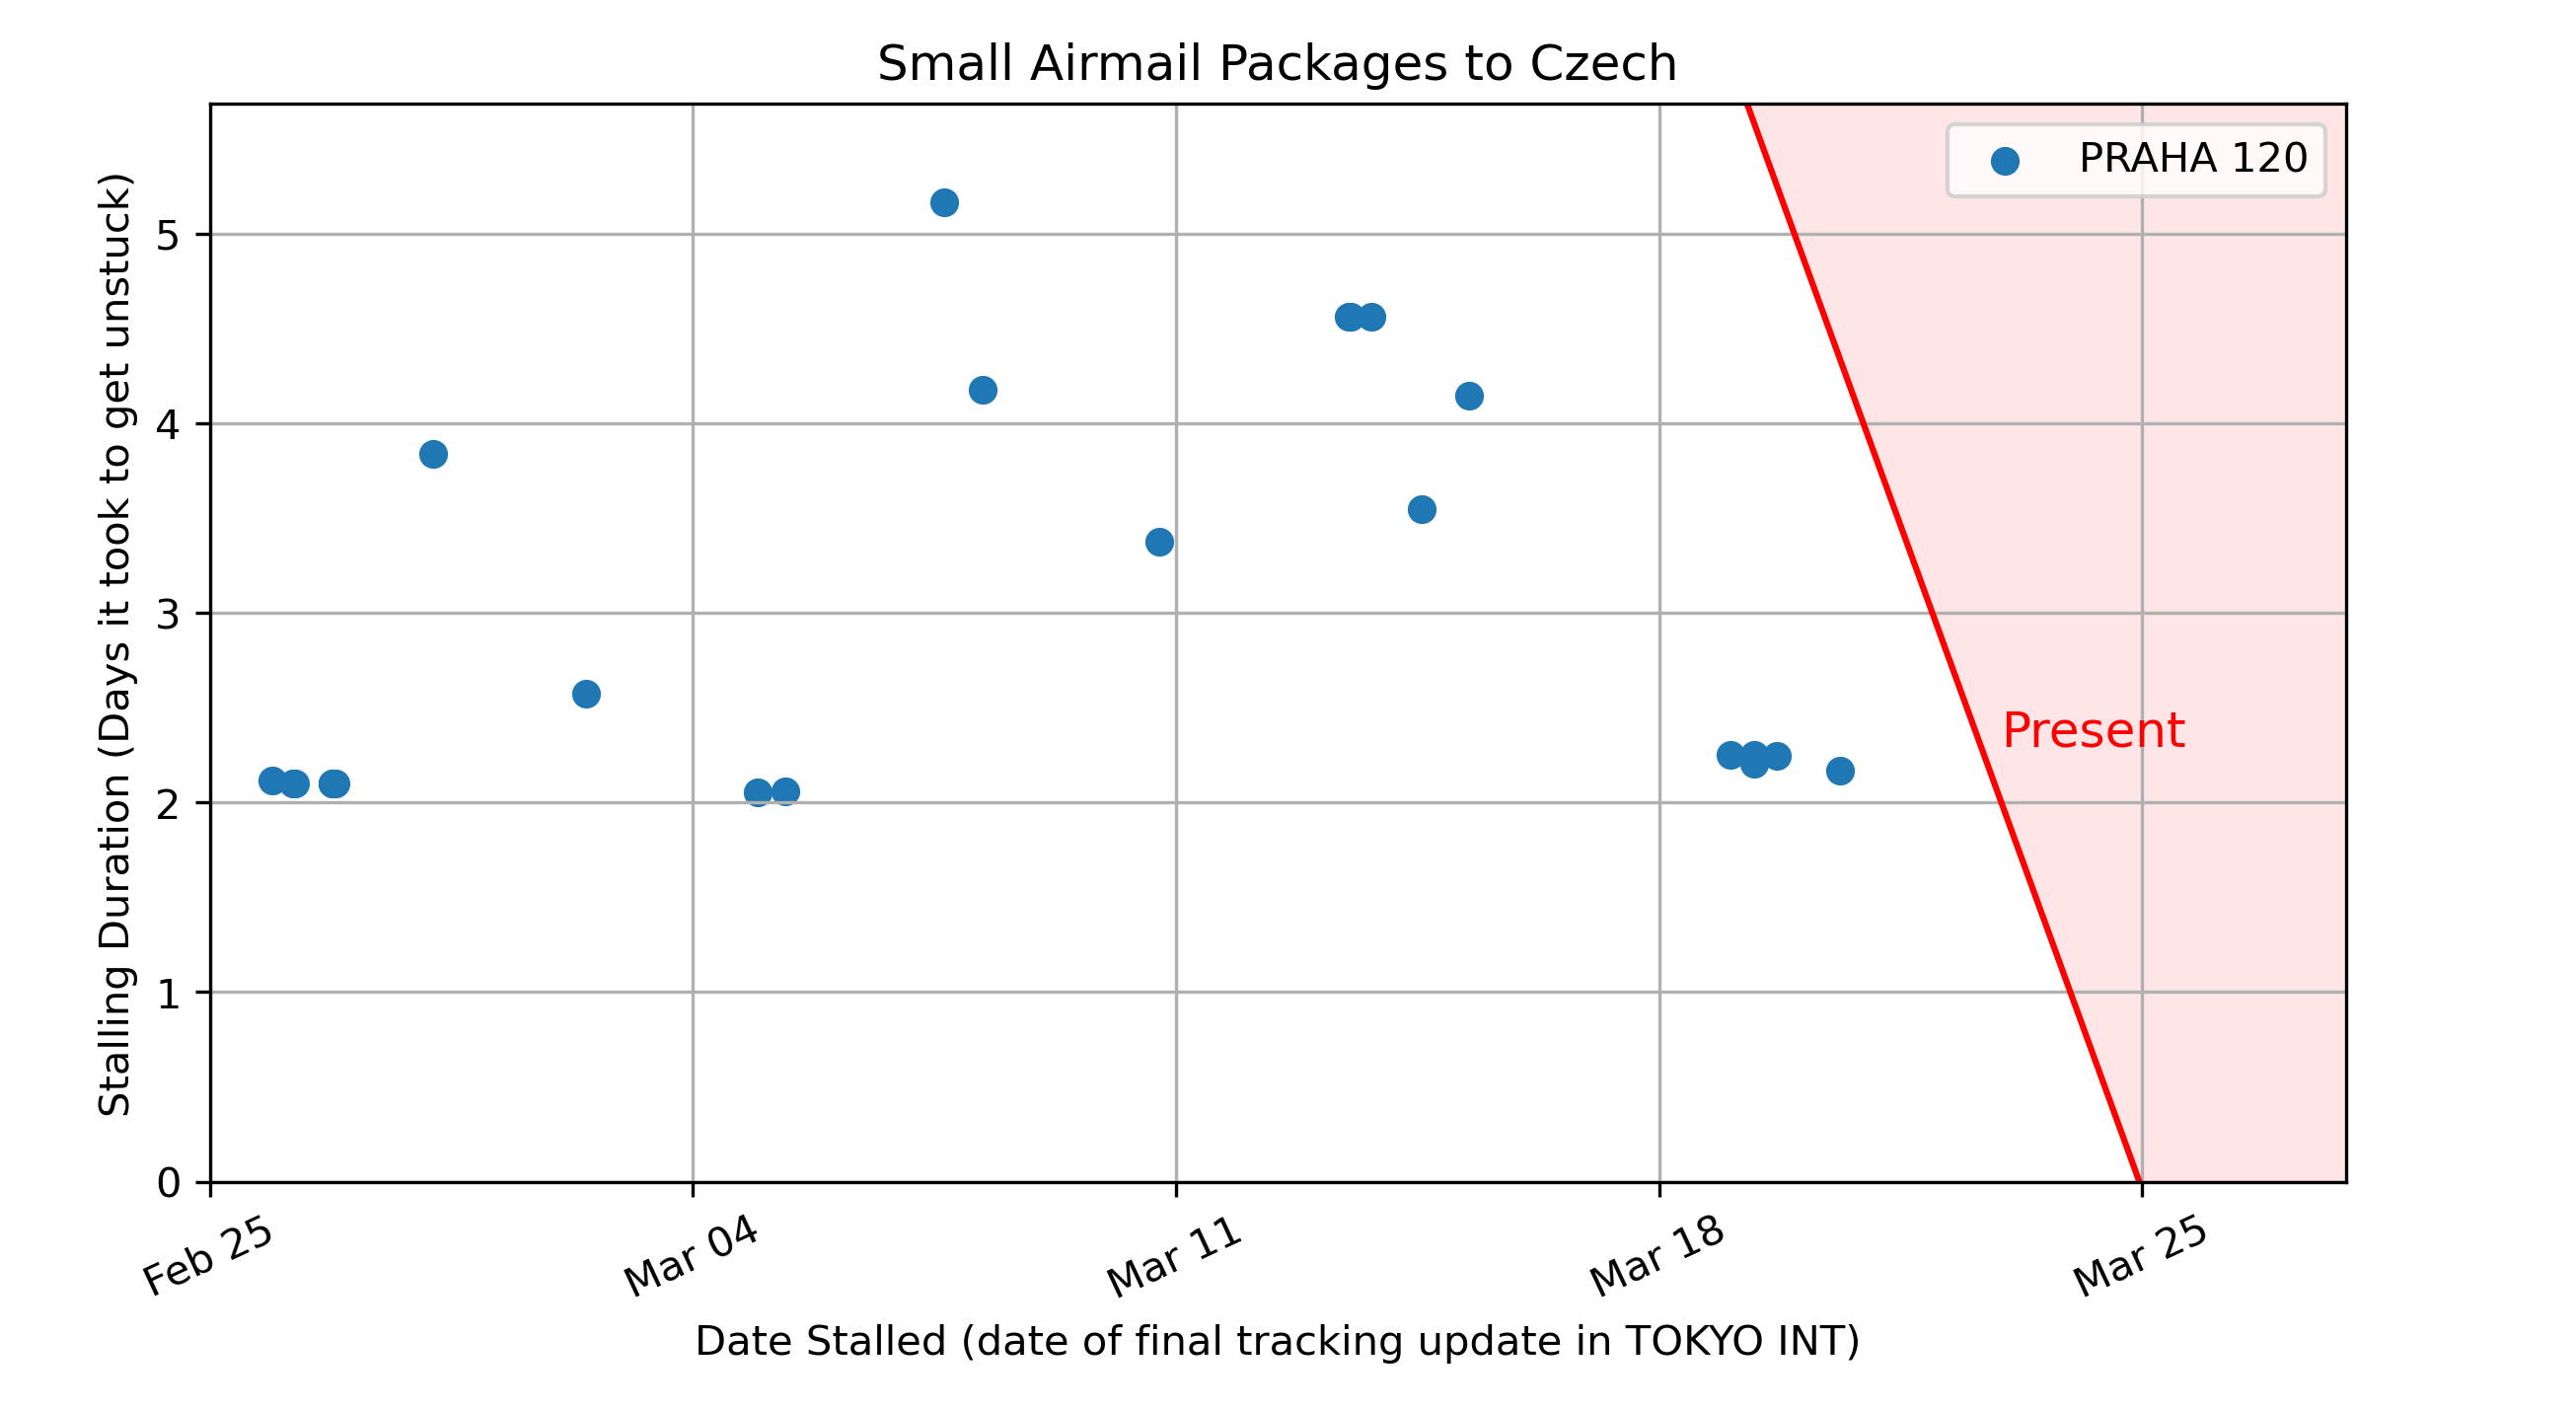 Small Airmail Packages to Czech
PRAHA 120
Stalling Duration (Days it took to get unstuck)
5
4
3
2
1
0
Present
Feb 25
Mar 04
Mar 11
Mar 18
Mar 25
Date Stalled (date of final tracking update in TOKYO INT)